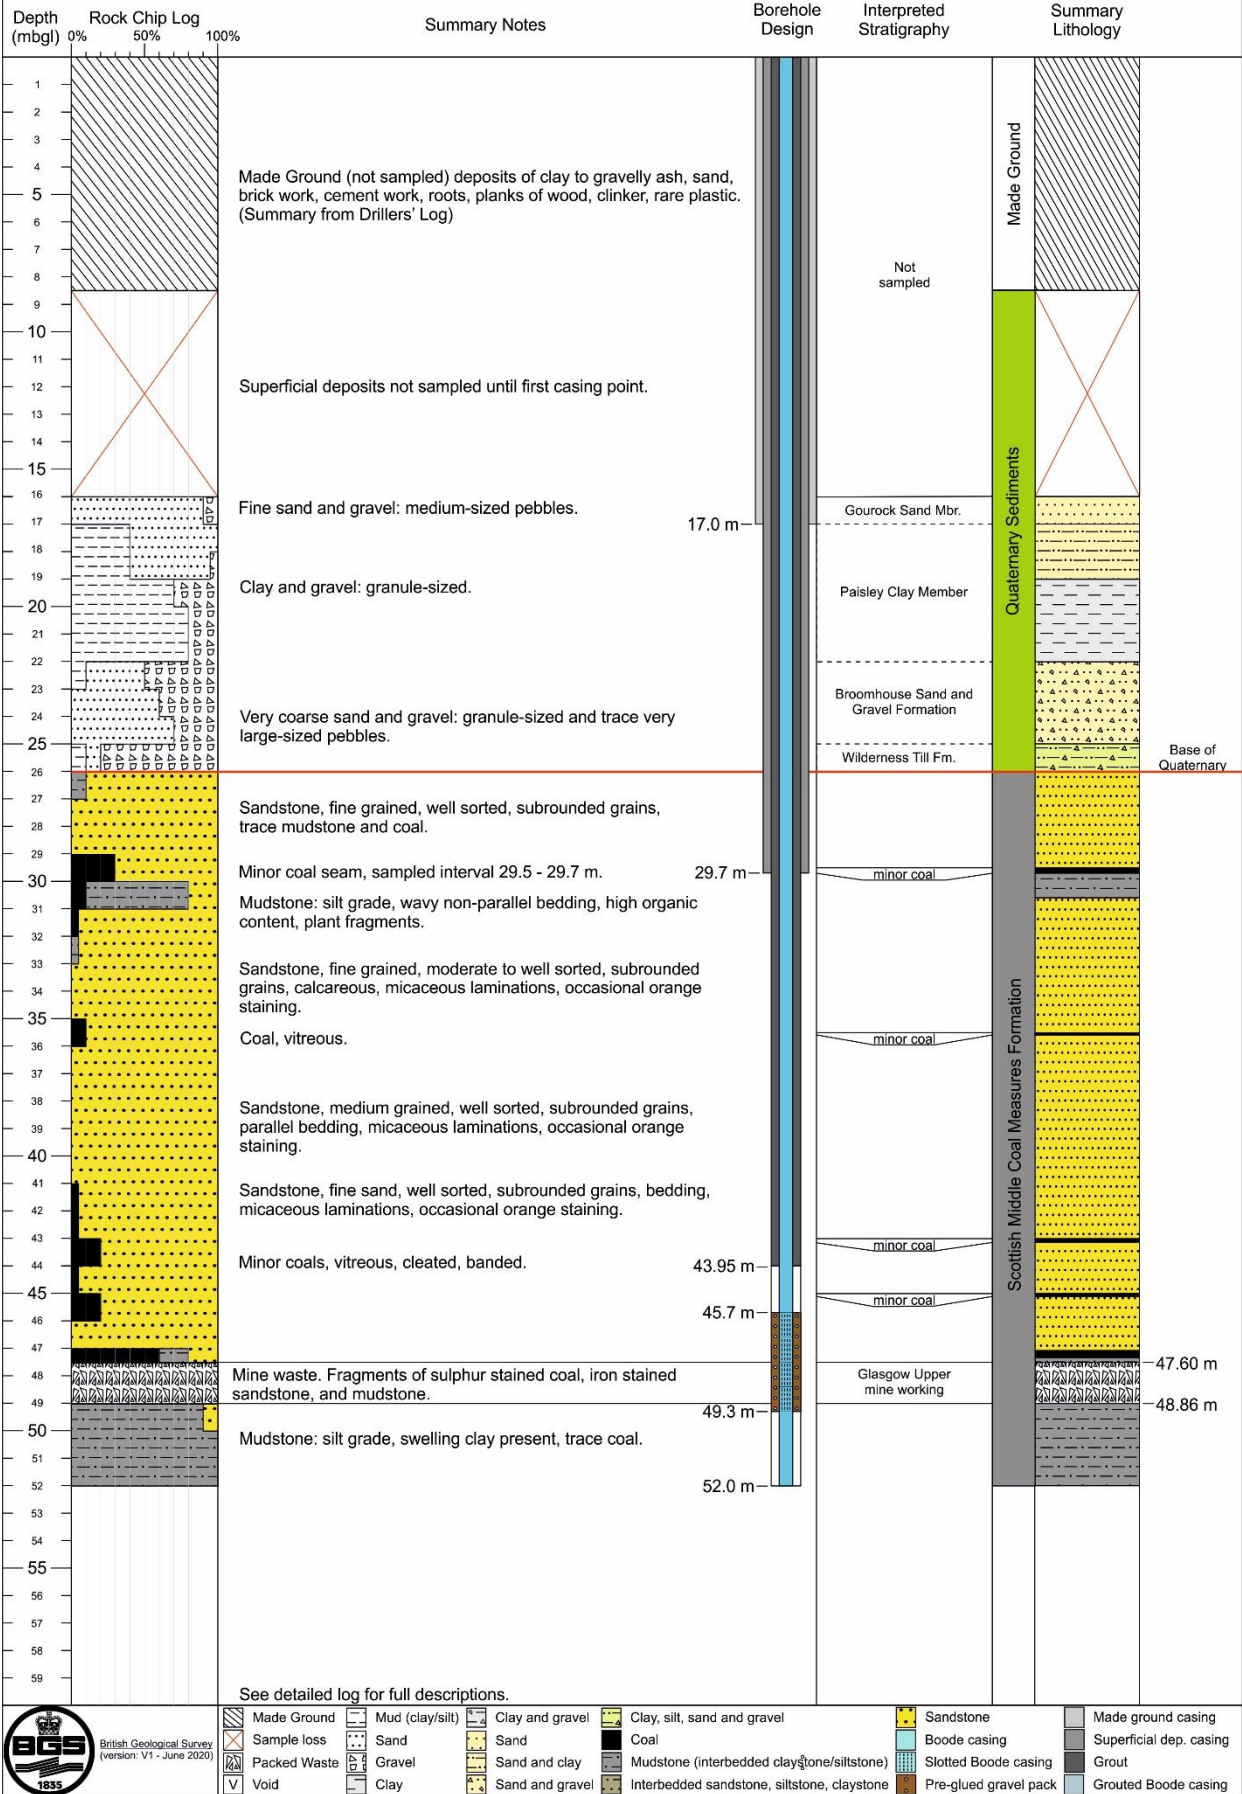 Depth
(mbgl)
Rock Chip Log
0% 50% 100%
Summary Notes
Borehole
Design
Interpreted
Stratigraphy
Summary
Lithology
1
2
3
4
5
6
7
8
9
10
11
12
13
14
15
16
17
18
19
20
21
22
23
24
25
26
27
28
29
30
31
32
33
34
35
36
37
38
39
40
41
42
43
44
45
46
47
48
49
50
51
52
53
54
55
56
57
58
59
Made Ground (not sampled) deposits of clay to gravelly ash, sand,
brick work, cement work, roots, planks of wood, clinker, rare plastic.
(Summary from Drillers' Log)
Superficial deposits not sampled until first casing point.
Fine sand and gravel: medium-sized pebbles.
Clay and gravel: granule-sized.
Very coarse sand and gravel: granule-sized and trace very
large-sized pebbles.
Sandstone, fine grained, well sorted, subrounded grains,
trace mudstone and coal.
Minor coal seam, sampled interval 29.5 - 29.7 m.
Mudstone: silt grade, wavy non-parallel bedding, high organic
content, plant fragments.
Sandstone, fine grained, moderate to well sorted, subrounded
grains, calcareous, micaceous laminations, occasional orange
staining.
Coal, vitreous.
Sandstone, medium grained, well sorted, subrounded grains,
parallel bedding, micaceous laminations, occasional orange
staining.
Sandstone, fine sand, well sorted, subrounded grains, bedding,
micaceous laminations, occasional orange staining.
Minor coals, vitreous, cleated, banded.
Mine waste. Fragments of sulphur stained coal, iron stained
sandstone, and mudstone.
Mudstone: silt grade, swelling clay present, trace coal.
See detailed log for full descriptions.
17.0 m
29.7 m
43.95 m
45.7 m
49.3 m
52.0 m
Not
sampled
Gourock Sand Mbr.
Paisley Clay Member
Broomhouse Sand and
Gravel Formation
Wilderness Till Fm.
minor coal
minor coal
minor coal
minor coal
Glasgow Upper
mine working
Made Ground
Quaternary Sediments
Scottish Middle Coal Measures Formation
Base of
Quaternary
47.60 m
48.86 m
BGS
1835
British Geological Survey
(version: V1 - June 2020)
Made Ground
Sample loss
Packed Waste
V Void
Mud (clay/silt)
Sand
Gravel
Clay
Clay and gravel
Sand
Sand and clay
Sand and gravel
Clay, silt, sand and gravel
Coal
Mudstone (interbedded claystone/siltstone)
Interbedded sandstone, siltstone, claystone
Sandstone
Boode casing
Slotted Boode casing
Pre-glued gravel pack
Made ground casing
Superficial dep. casing
Grout
Grouted Boode casing